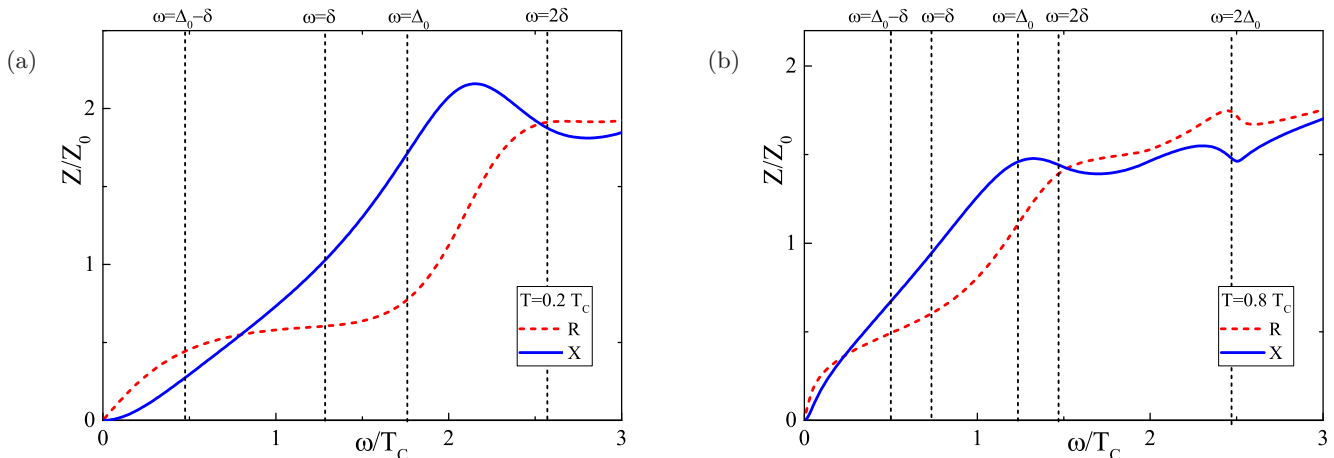 (a)
ω=Δ₀-δ ω=δ ω=Δ₀ ω=2δ
2
1
0
Z/Z₀
T=0.2 T_C
R
X
0 1 2 3
ω/T_C
(b)
ω=Δ₀-δ ω=δ ω=Δ₀ ω=2δ ω=2Δ₀
2
1
0
Z/Z₀
T=0.8 T_C
R
X
0 1 2 3
ω/T_C